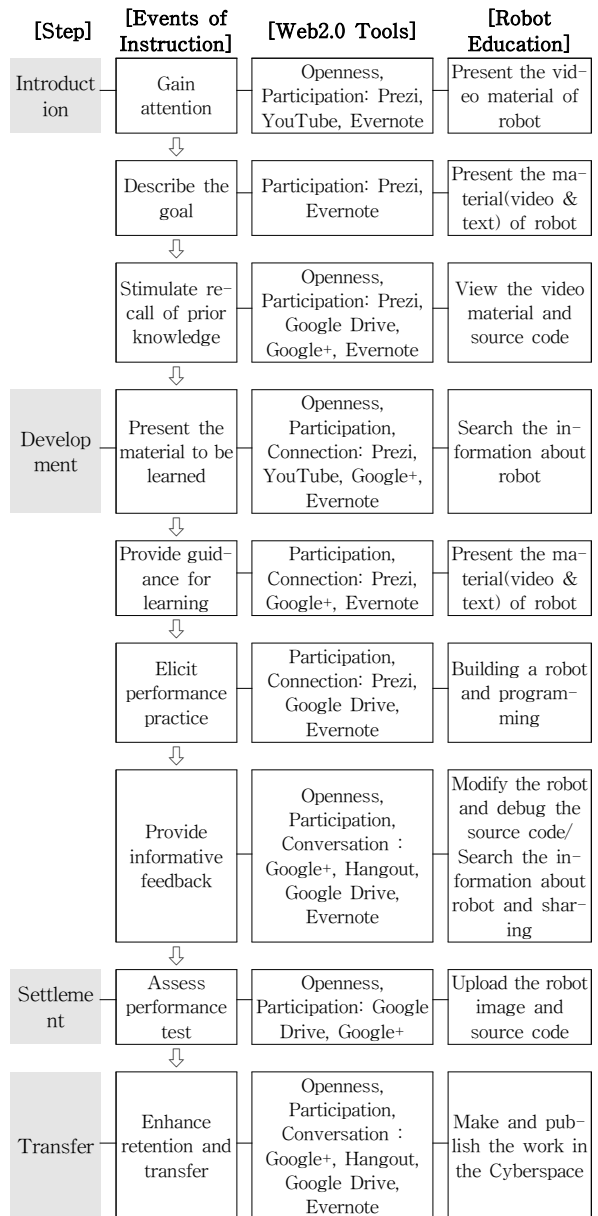 [Step]
[Events of
Instruction]
[Web2.0 Tools]
[Robot
Education]
Introduct
ion
Gain
attention
Openness,
Participation: Prezi,
YouTube, Evernote
Present the vid-
eo material of
robot
Describe the
goal
Participation: Prezi,
Evernote
Present the ma-
terial(video &
text) of robot
Stimulate re-
call of prior
knowledge
Openness,
Participation: Prezi,
Google Drive,
Google+, Evernote
View the video
material and
source code
Develop
ment
Present the
material to be
learned
Openness,
Participation,
Connection: Prezi,
YouTube, Google+,
Evernote
Search the in-
formation about
robot
Provide guid-
ance for
learning
Participation,
Connection: Prezi,
Google+, Evernote
Present the ma-
terial(video &
text) of robot
Elicit
performance
practice
Participation,
Connection: Prezi,
Google Drive,
Evernote
Building a robot
and program-
ming
Provide
informative
feedback
Openness,
Participation,
Conversation :
Google+, Hangout,
Google Drive,
Evernote
Modify the robot
and debug the
source code/
Search the in-
formation about
robot and shar-
ing
Settleme
nt
Assess
performance
test
Openness,
Participation: Google
Drive, Google+
Upload the robot
image and
source code
Transfer
Enhance
retention and
transfer
Openness,
Participation,
Conversation :
Google+, Hangout,
Google Drive,
Evernote
Make and pub-
lish the work in
the Cyberspace